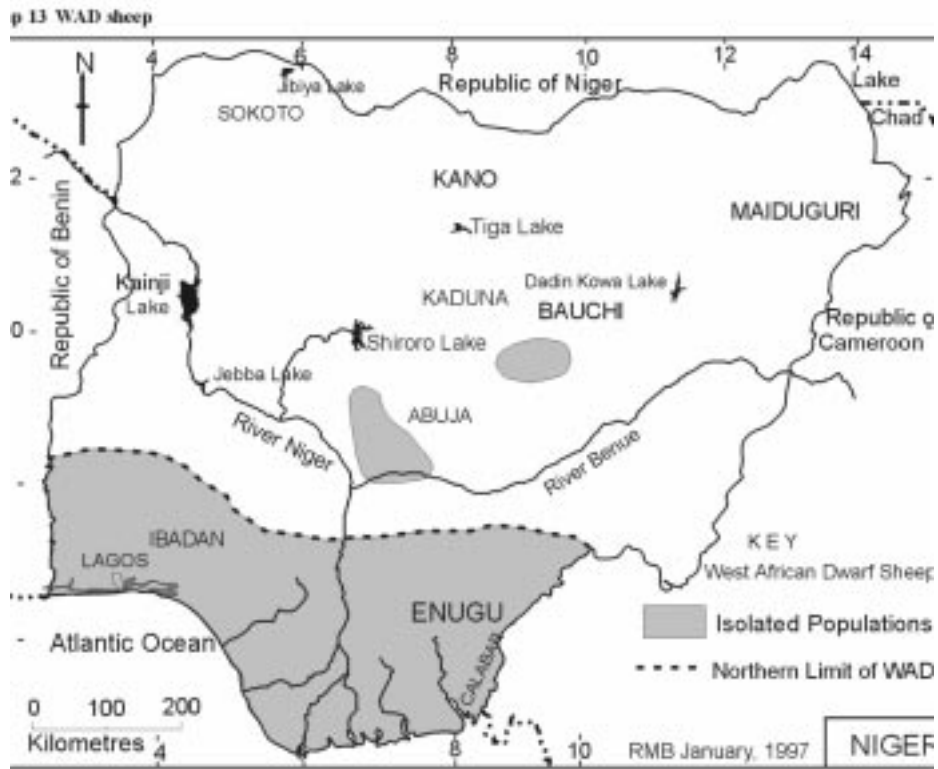 p 13 WAD sheep
4 6 8 10 12 14
N
Jibiya Lake
Republic of Niger
Lake
Chad
SOKOTO
2 -
KANO
Republic of Benin
MAIDUGURI
Tiga Lake
Kainji
Lake
Dadin Kowa Lake
KADUNA
BAUCHI
0 -
Republic o
Cameroon
Shiroro Lake
Jebba Lake
ABUJA
River Niger
River Benue
IBADAN
LAGOS
KEY
West African Dwarf Sheep
ENUGU
Isolated Populations
Atlantic Ocean
CALABAR
Northern Limit of WAD
0 100 200
Kilometres
4 8 10
RMB January, 1997
NIGER